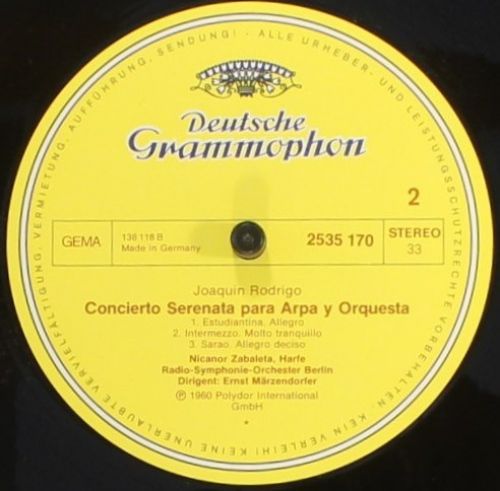 ALLE URHEBER- UND LEISTUNGSSCHUTZRECHTE VORBEHALTEN · KEIN VERLEIH! KEINE UNERLAUBTE VERVIELFÄLTIGUNG, VERMIETUNG, AUFFÜHRUNG, SENDUNG! ·
Deutsche
Grammophon
2
GEMA
138 118 B
Made in Germany
2535 170
STEREO
33
Joaquin Rodrigo
Concierto Serenata para Arpa y Orquesta
1. Estudiantina. Allegro
2. Intermezzo. Molto tranquillo
3. Sarao. Allegro deciso
Nicanor Zabaleta, Harfe
Radio-Symphonie-Orchester Berlin
Dirigent: Ernst Märzendorfer
℗ 1960 Polydor International
GmbH
*